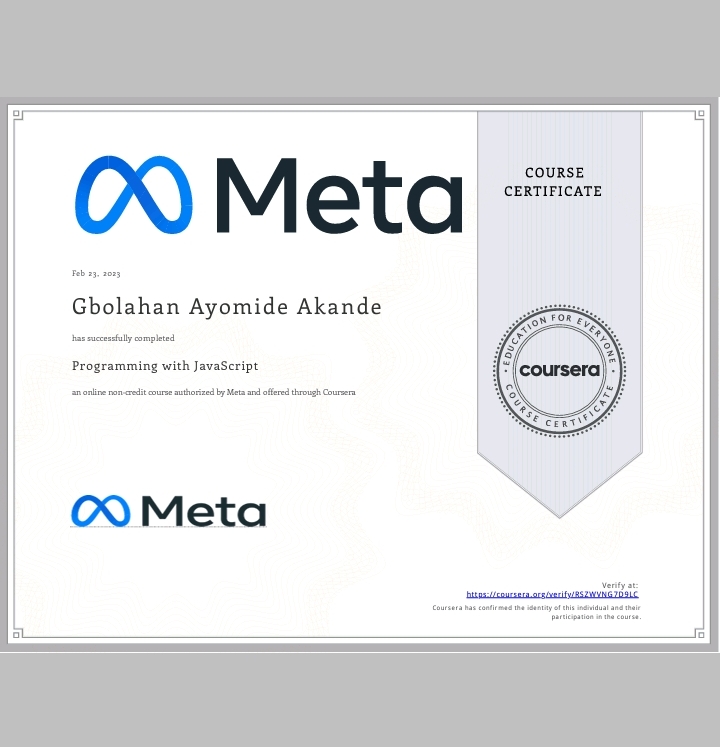 Meta
COURSE
CERTIFICATE
Feb 23, 2023
Gbolahan Ayomide Akande
has successfully completed
Programming with JavaScript
an online non-credit course authorized by Meta and offered through Coursera
EDUCATION FOR EVERYONE
coursera
COURSE CERTIFICATE
Meta
Verify at:
https://coursera.org/verify/RSZWVNG7D9LC
Coursera has confirmed the identity of this individual and their
participation in the course.